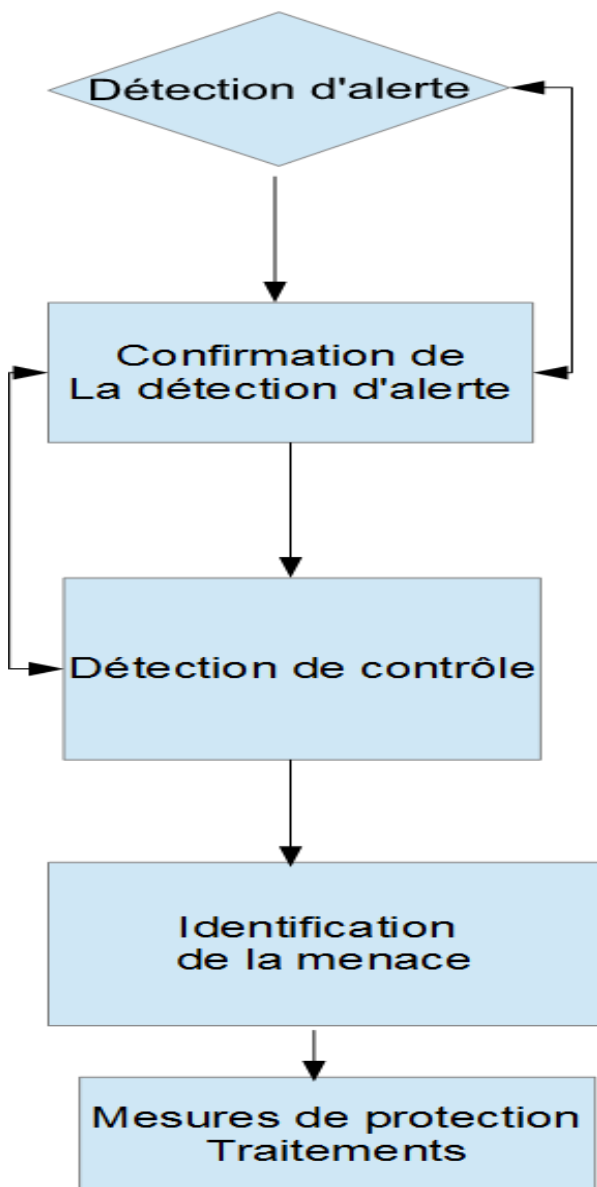 Détection d'alerte
Confirmation de
La détection d'alerte
Détection de contrôle
Identification
de la menace
Mesures de protection
Traitements